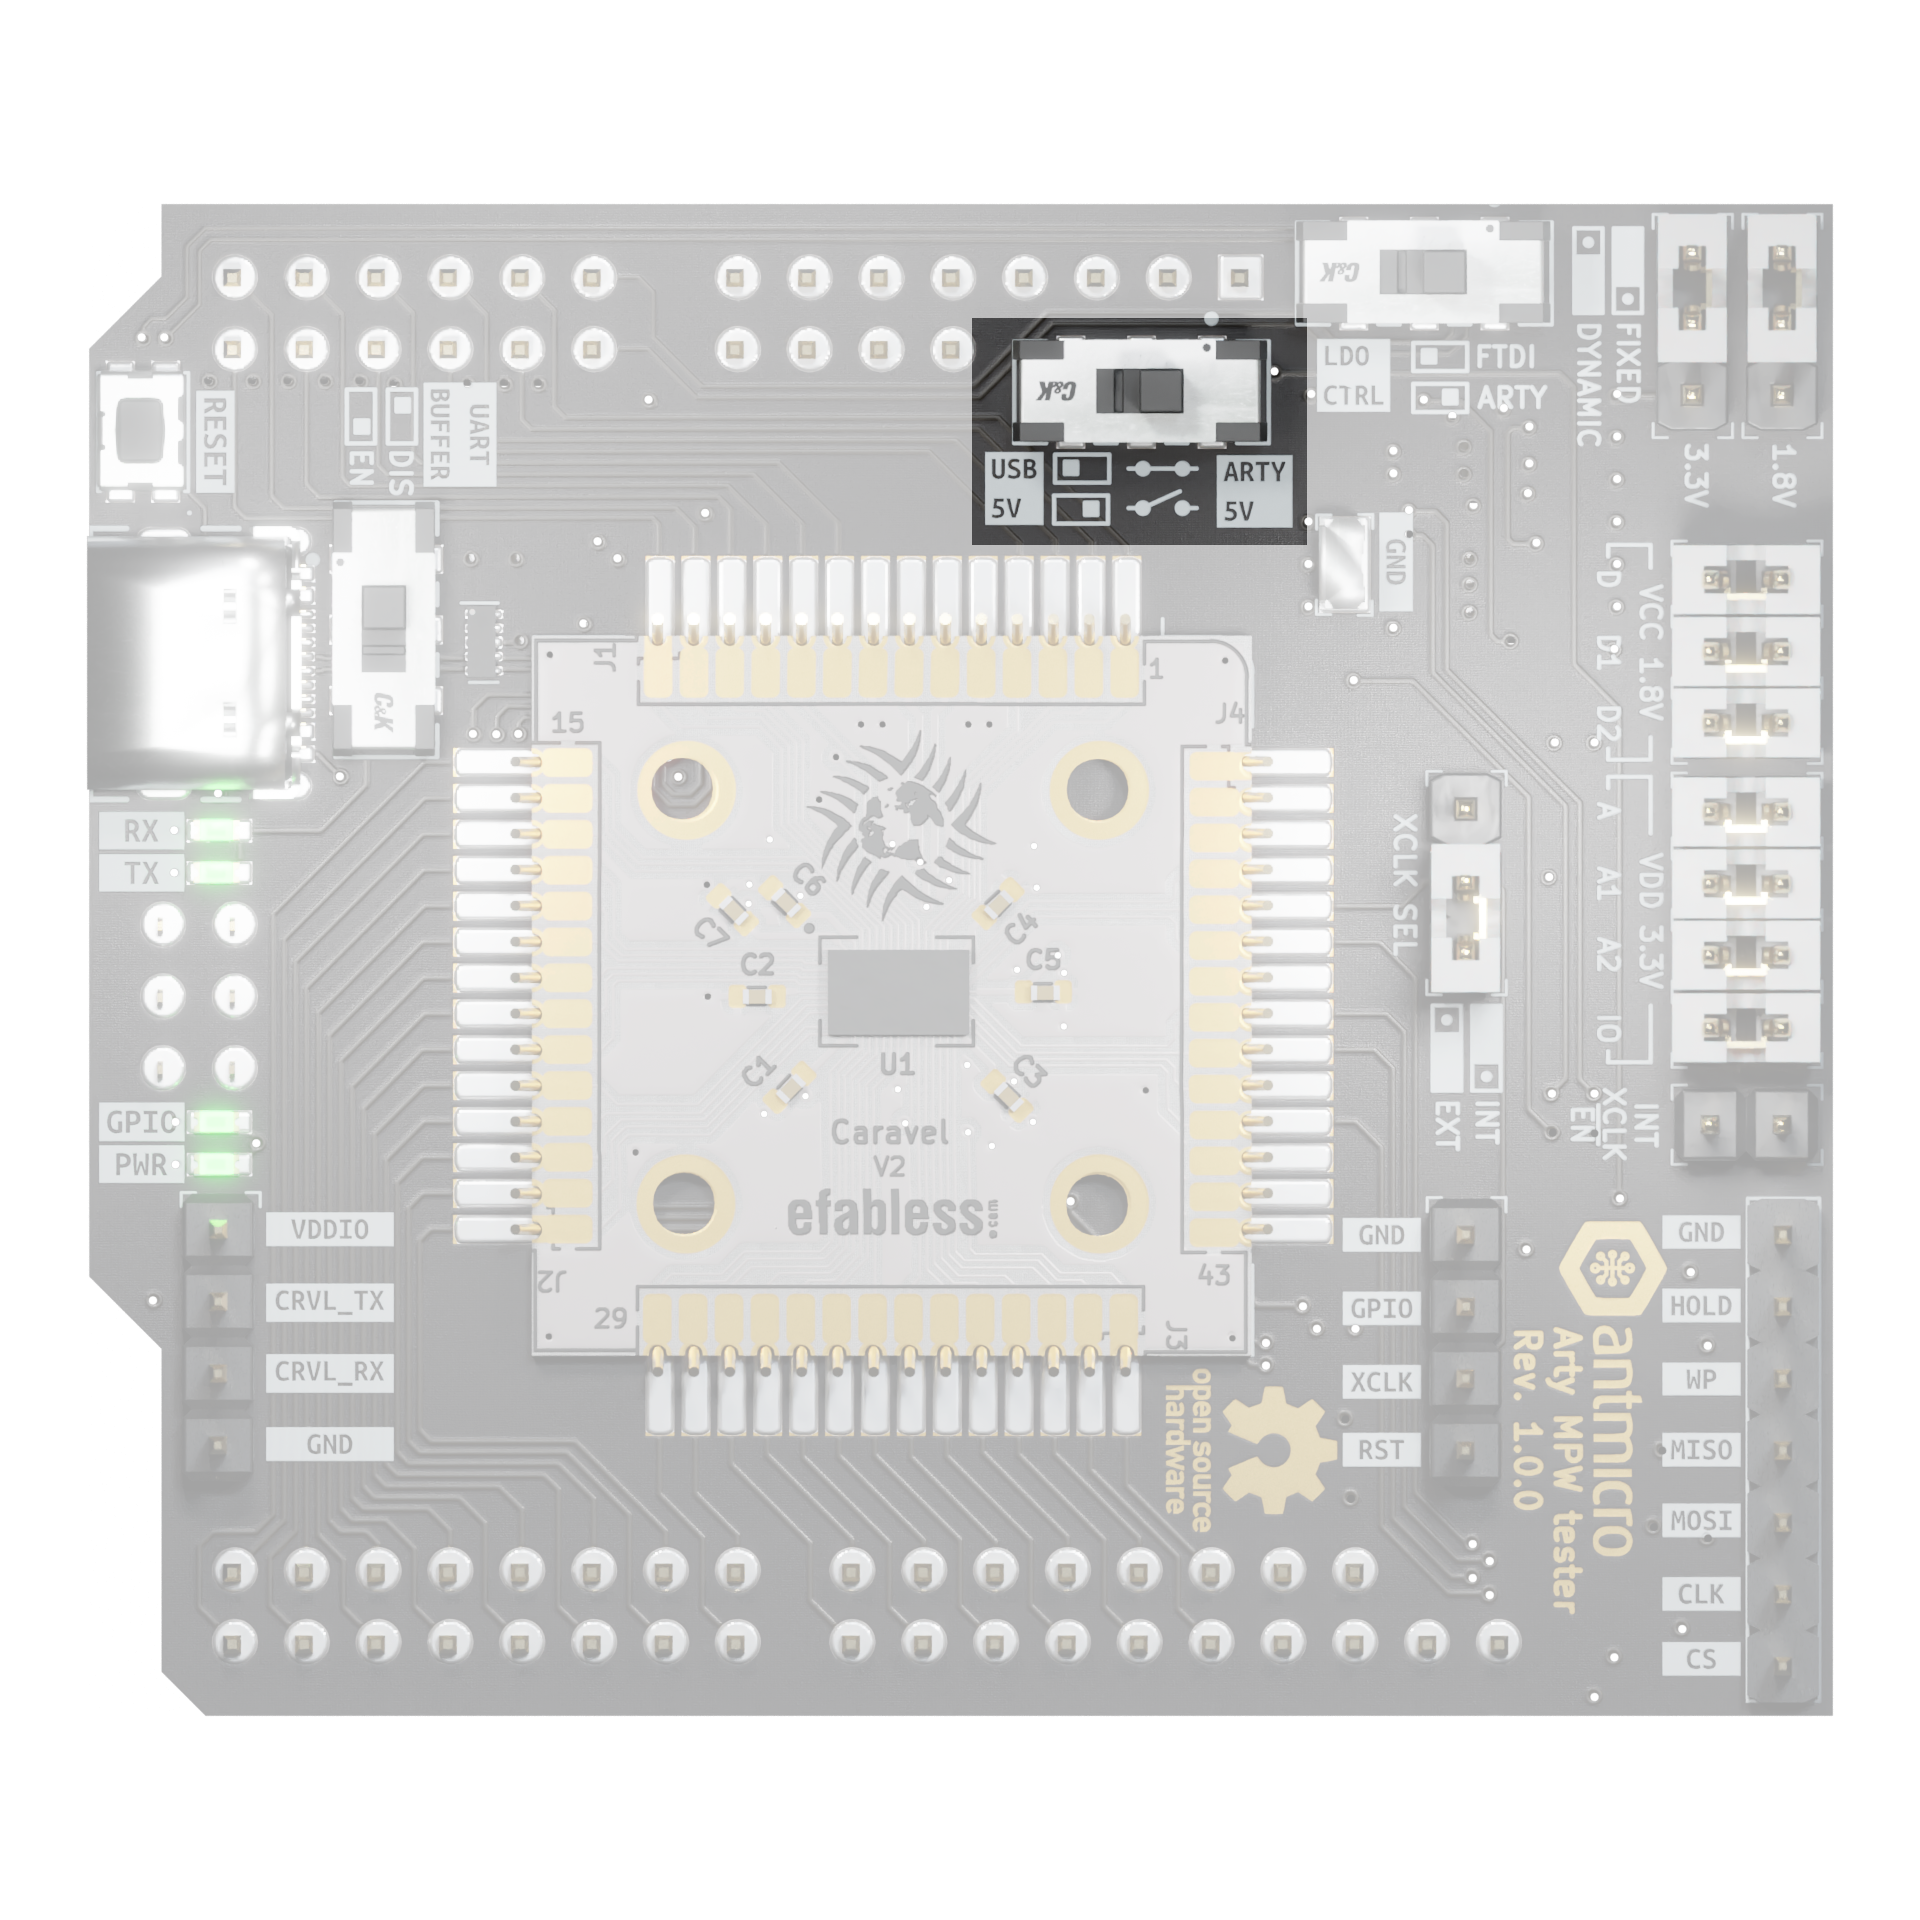 C&K
LDO
CTRL
FTDI
ARTY
FIXED
DYNAMIC
3.3V
1.8V
RESET
EN
DIS
UART
BUFFER
C&K
USB
5V
ARTY
5V
GND
C&K
J1
1
15
J4
D
D1
D2
VCC 1.8V
A
A1
A2
IO
VDD 3.3V
RX
TX
XCLK SEL
C7
C6
C4
C2
C5
U1
C1
C3
Caravel
V2
efabless.com
EXT
INT
INT
XCLK
EN
GPIO
PWR
VDDIO
CRVL_TX
CRVL_RX
GND
J2
29
43
J3
GND
GPIO
XCLK
RST
open source
hardware
antmicro
Arty MPW tester
Rev. 1.0.0
GND
HOLD
WP
MISO
MOSI
CLK
CS